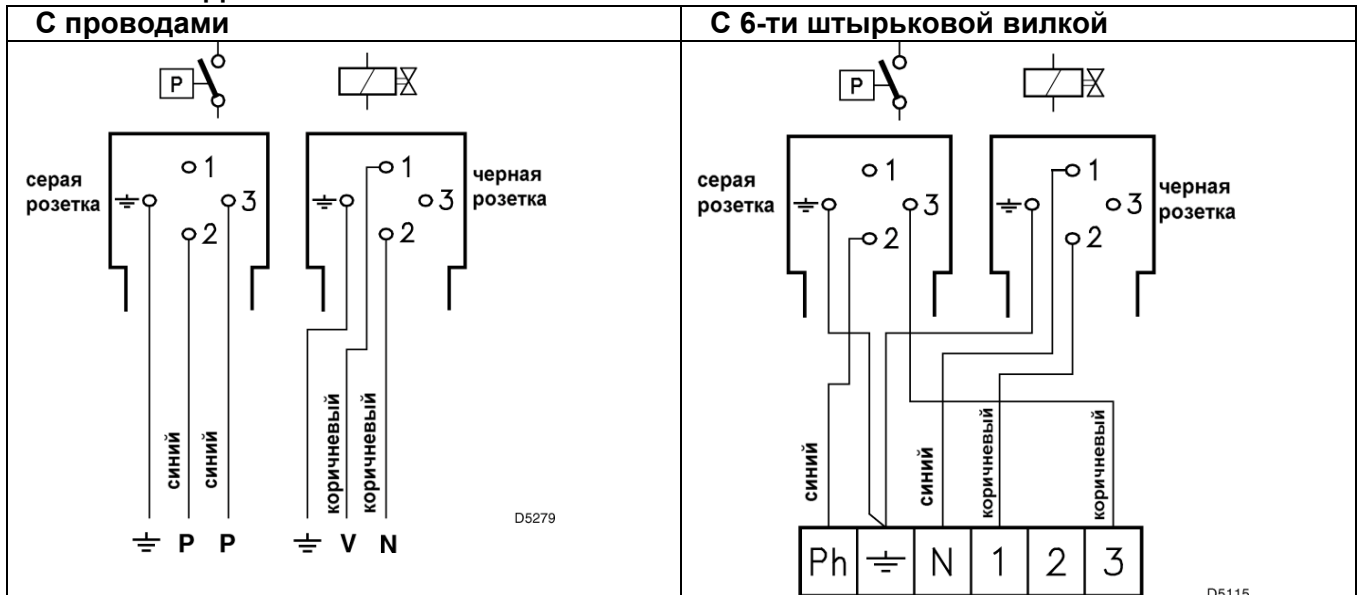 С проводами
С 6-ти штырьковой вилкой
P
серая
розетка
1
3
2
1
3
2
черная
розетка
синий
синий
коричневый
коричневый
P P
V N
D5279
P
серая
розетка
1
3
2
1
3
2
черная
розетка
синий
синий
коричневый
коричневый
Ph N 1 2 3